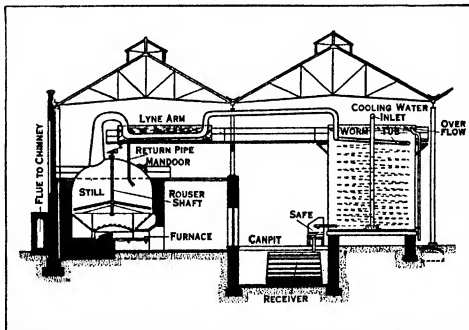 LYNE ARM
COOLING WATER
INLET
OVER
FLOW
WORM TUB
RETURN PIPE
MANDOOR
FLUE TO CHIMNEY
STILL
ROUSER
SHAFT
SAFE
FURNACE
CANPIT
RECEIVER